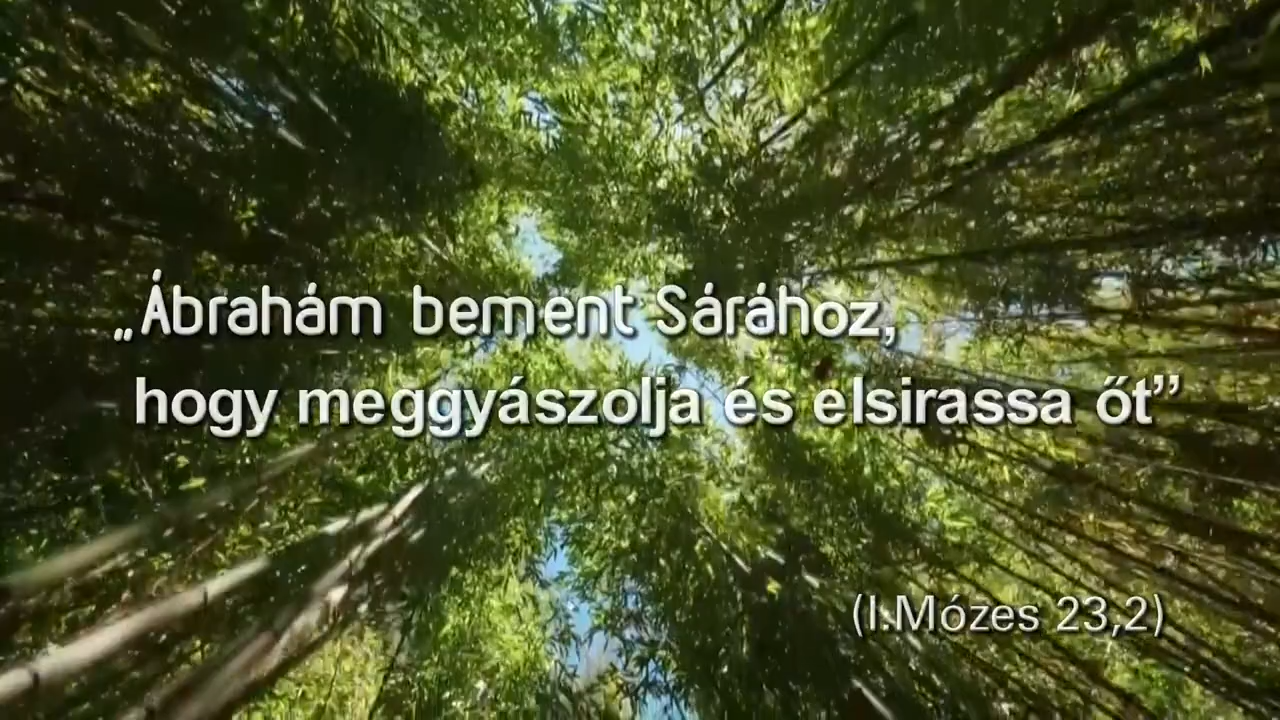 „Ábrahám bement Sárához,
hogy meggyászolja és elsirassa őt”
(I.Mózes 23,2)